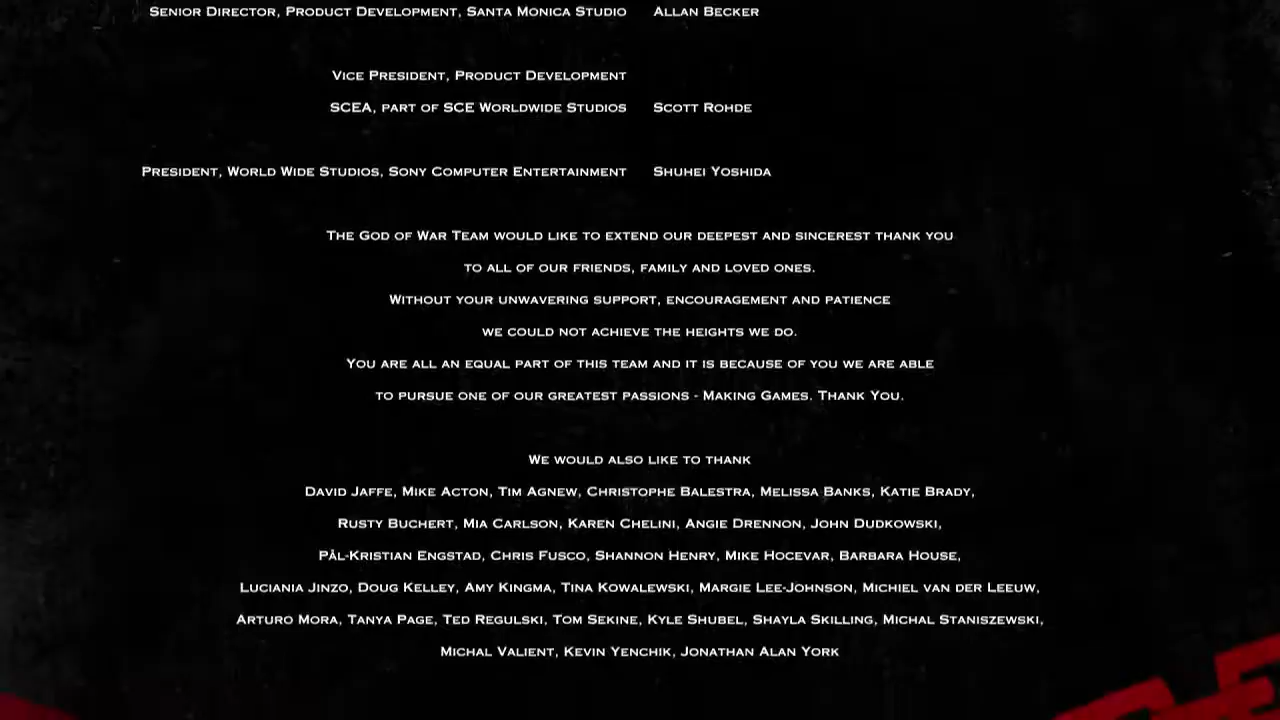 Senior Director, Product Development, Santa Monica Studio Allan Becker
Vice President, Product Development
SCEA, part of SCE Worldwide Studios Scott Rohde
President, World Wide Studios, Sony Computer Entertainment Shuhei Yoshida
The God of War Team would like to extend our deepest and sincerest thank you
to all of our friends, family and loved ones.
Without your unwavering support, encouragement and patience
we could not achieve the heights we do.
You are all an equal part of this team and it is because of you we are able
to pursue one of our greatest passions - Making Games. Thank You.
We would also like to thank
David Jaffe, Mike Acton, Tim Agnew, Christophe Balestra, Melissa Banks, Katie Brady,
Rusty Buchert, Mia Carlson, Karen Chelini, Angie Drennon, John Dudkowski,
Pål-Kristian Engstad, Chris Fusco, Shannon Henry, Mike Hocevar, Barbara House,
Luciania Jinzo, Doug Kelley, Amy Kingma, Tina Kowalewski, Margie Lee-Johnson, Michiel van der Leeuw,
Arturo Mora, Tanya Page, Ted Regulski, Tom Sekine, Kyle Shubel, Shayla Skilling, Michal Staniszewski,
Michal Valient, Kevin Yenchik, Jonathan Alan York